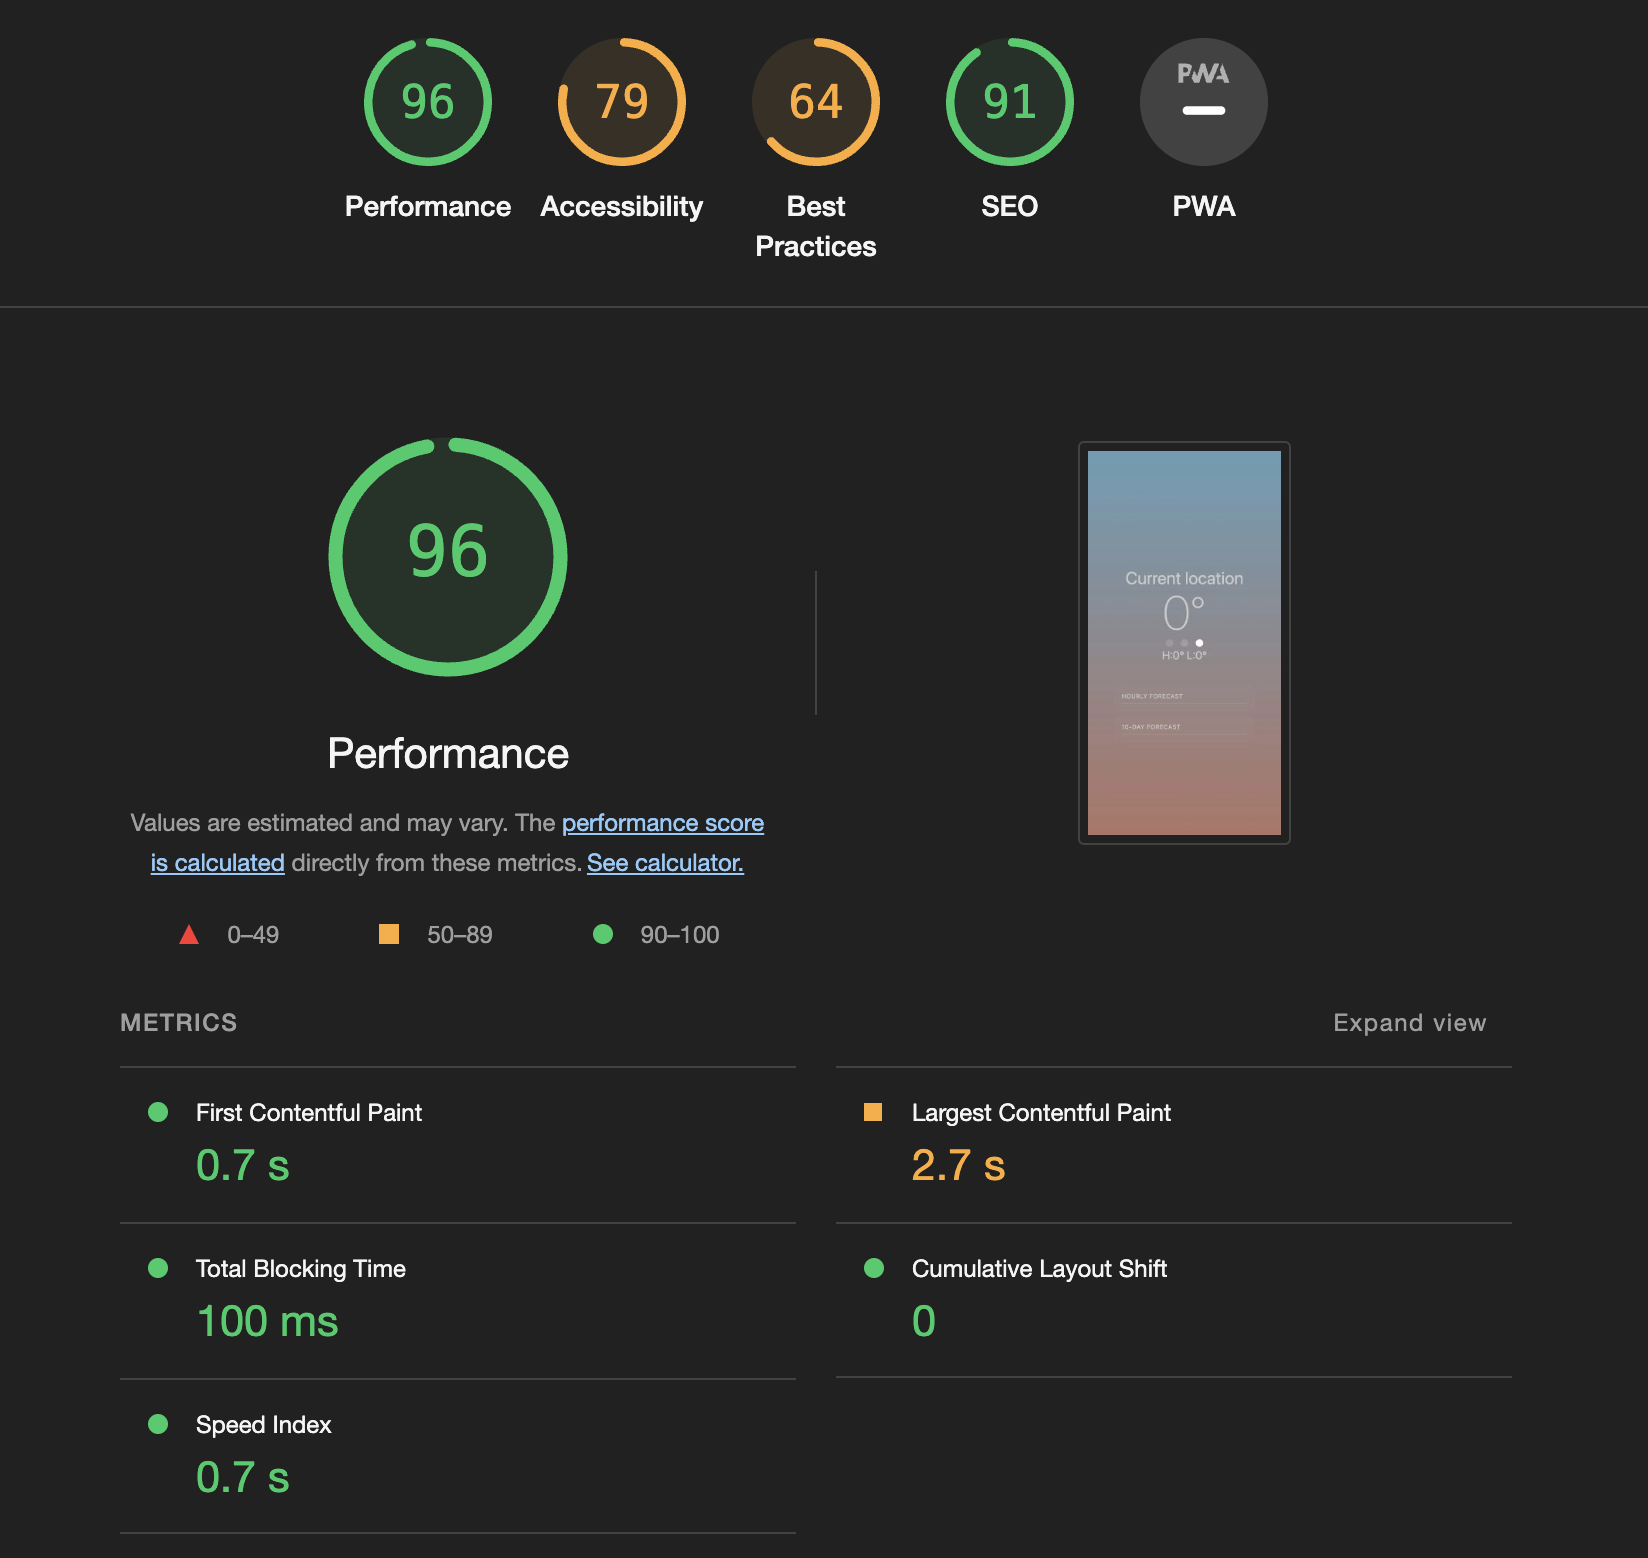 96
79
64
91
PWA
Performance
Accessibility
Best
Practices
SEO
PWA
96
Performance
Values are estimated and may vary. The performance score
is calculated directly from these metrics. See calculator.
0–49
50–89
90–100
Current location
0°
H:0° L:0°
HOURLY FORECAST
10-DAY FORECAST
METRICS
Expand view
First Contentful Paint
0.7 s
Largest Contentful Paint
2.7 s
Total Blocking Time
100 ms
Cumulative Layout Shift
0
Speed Index
0.7 s